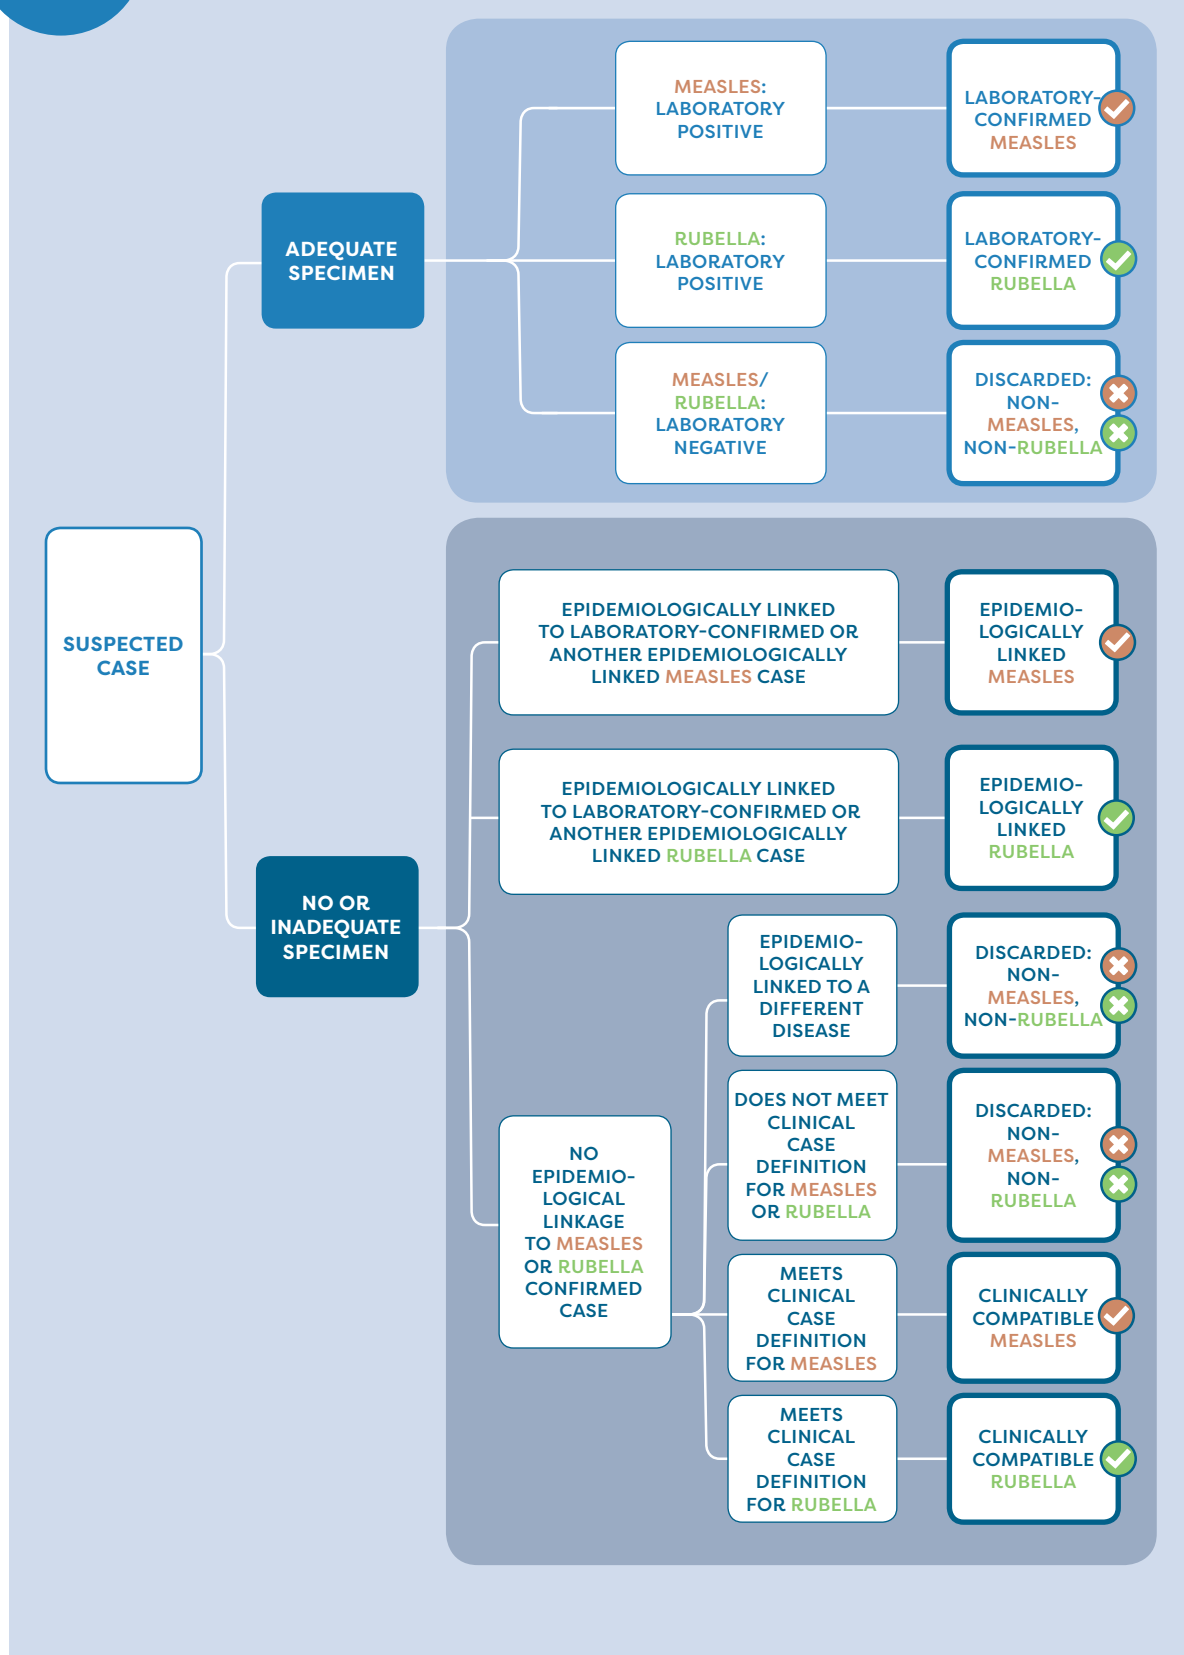 SUSPECTED
CASE
ADEQUATE
SPECIMEN
MEASLES:
LABORATORY
POSITIVE
LABORATORY-
CONFIRMED
MEASLES
RUBELLA:
LABORATORY
POSITIVE
LABORATORY-
CONFIRMED
RUBELLA
MEASLES/
RUBELLA:
LABORATORY
NEGATIVE
DISCARDED:
NON-
MEASLES,
NON-RUBELLA
NO OR
INADEQUATE
SPECIMEN
EPIDEMIOLOGICALLY LINKED
TO LABORATORY-CONFIRMED OR
ANOTHER EPIDEMIOLOGICALLY
LINKED MEASLES CASE
EPIDEMIO-
LOGICALLY
LINKED
MEASLES
EPIDEMIOLOGICALLY LINKED
TO LABORATORY-CONFIRMED OR
ANOTHER EPIDEMIOLOGICALLY
LINKED RUBELLA CASE
EPIDEMIO-
LOGICALLY
LINKED
RUBELLA
NO
EPIDEMIO-
LOGICAL
LINKAGE
TO MEASLES
OR RUBELLA
CONFIRMED
CASE
EPIDEMIO-
LOGICALLY
LINKED TO A
DIFFERENT
DISEASE
DISCARDED:
NON-
MEASLES,
NON-RUBELLA
DOES NOT MEET
CLINICAL
CASE
DEFINITION
FOR MEASLES
OR RUBELLA
DISCARDED:
NON-
MEASLES,
NON-
RUBELLA
MEETS
CLINICAL
CASE
DEFINITION
FOR MEASLES
CLINICALLY
COMPATIBLE
MEASLES
MEETS
CLINICAL
CASE
DEFINITION
FOR RUBELLA
CLINICALLY
COMPATIBLE
RUBELLA